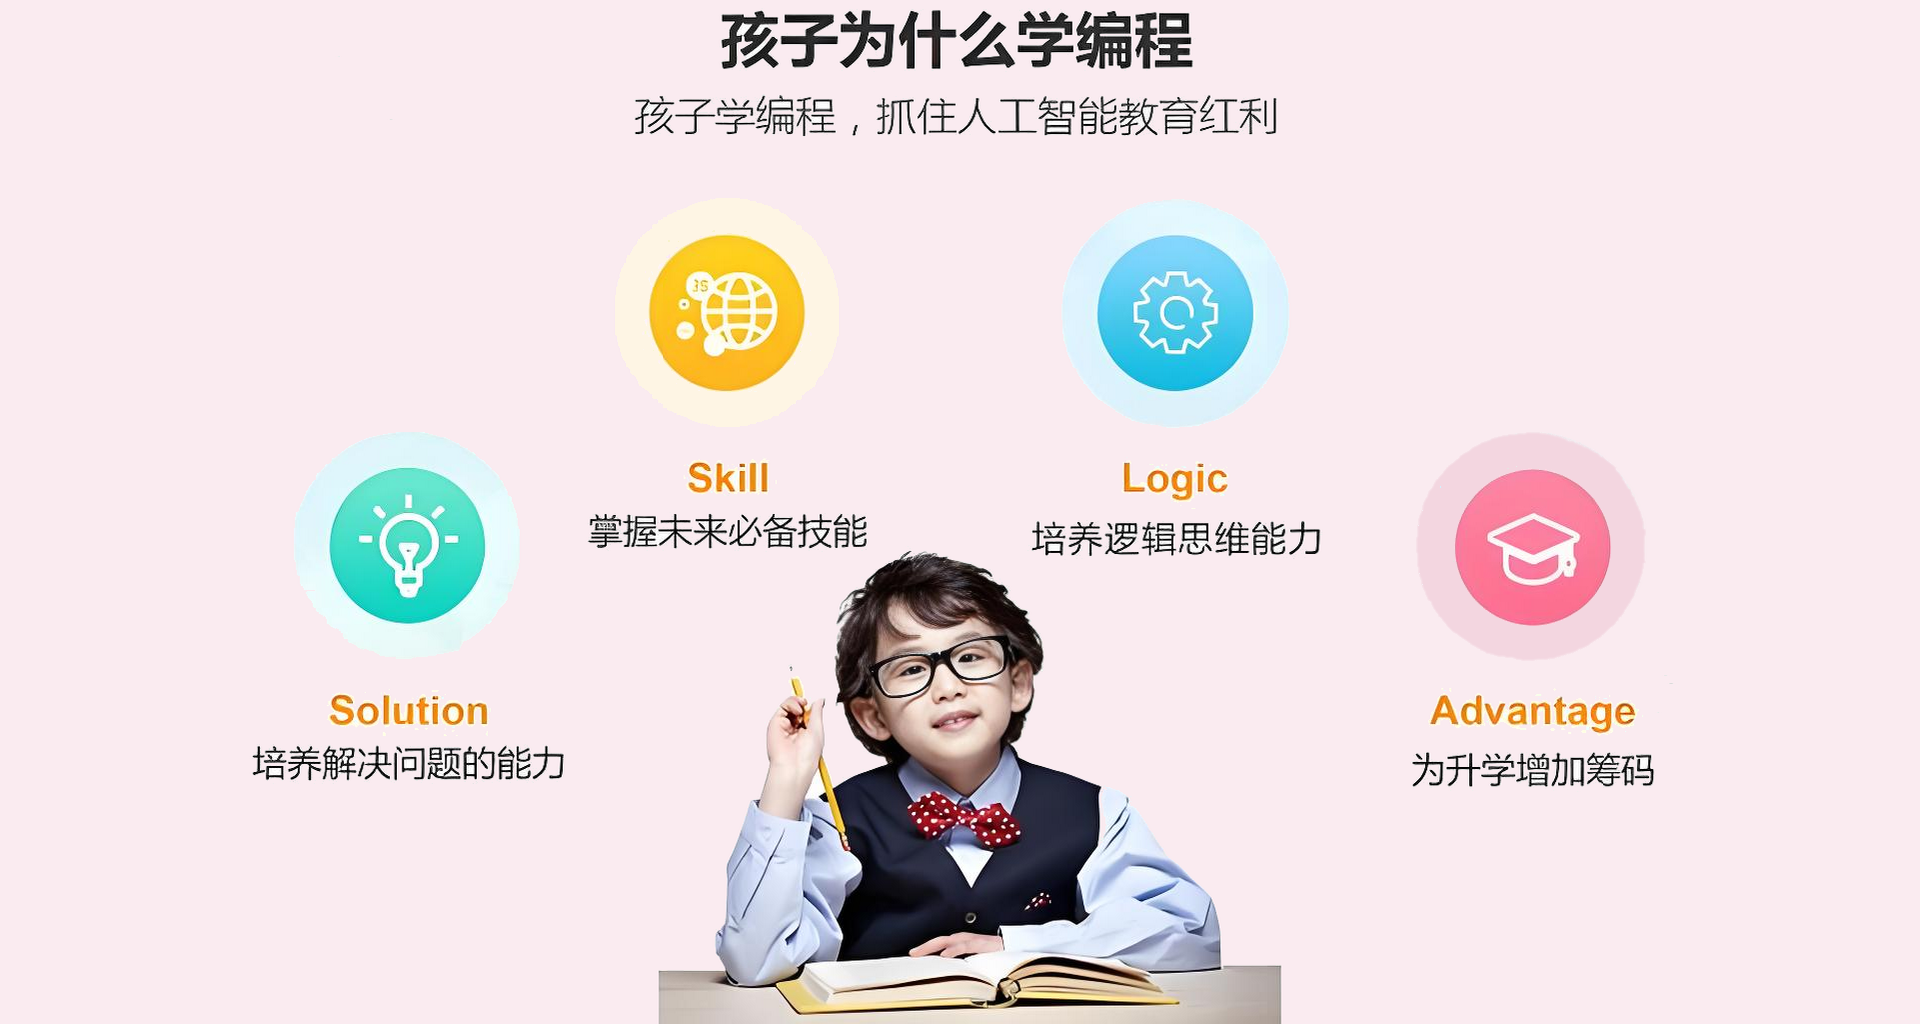 孩子为什么学编程
孩子学编程，抓住人工智能教育红利
Skill
掌握未来必备技能
Logic
培养逻辑思维能力
Solution
培养解决问题的能力
Advantage
为升学增加筹码